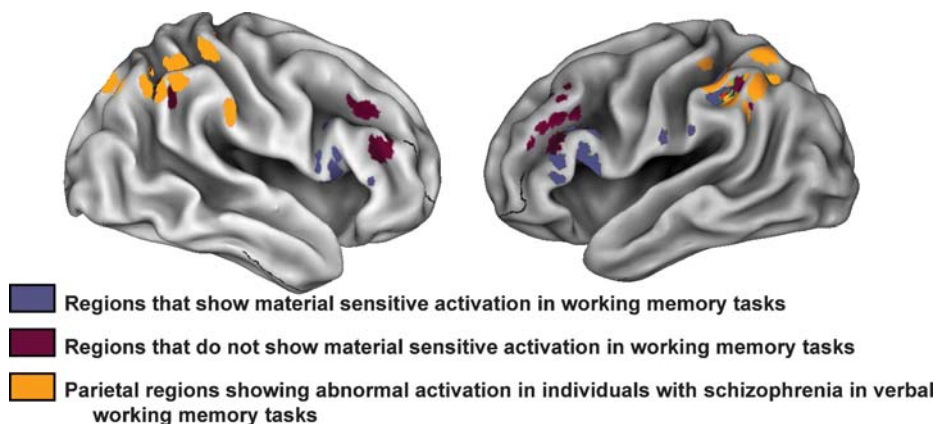 Regions that show material sensitive activation in working memory tasks
Regions that do not show material sensitive activation in working memory tasks
Parietal regions showing abnormal activation in individuals with schizophrenia in verbal
working memory tasks